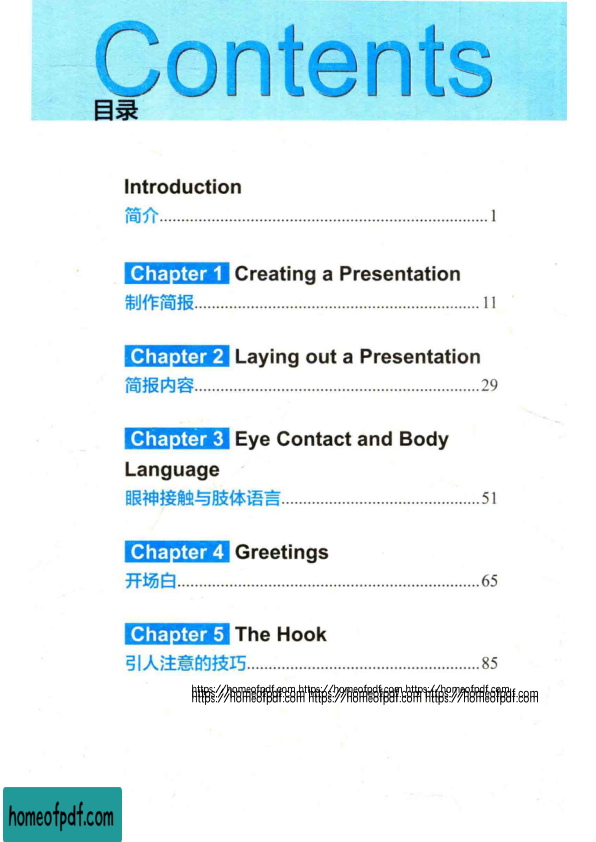 Contents
目录
Introduction
简介.....1
Chapter 1 Creating a Presentation
制作简报.....11
Chapter 2 Laying out a Presentation
简报内容.....29
Chapter 3 Eye Contact and Body
Language
眼神接触与肢体语言.....51
Chapter 4 Greetings
开场白.....65
Chapter 5 The Hook
引人注意的技巧.....85
https://homeofpdf.com https://homeofpdf.com https://homeofpdf.com
https://homeofpdf.com https://homeofpdf.com https://homeofpdf.com
homeofpdf.com